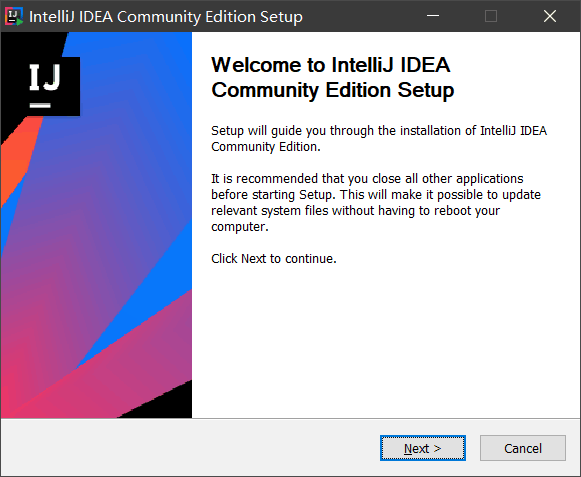 IntelliJ IDEA Community Edition Setup
IJ
Welcome to IntelliJ IDEA
Community Edition Setup
Setup will guide you through the installation of IntelliJ IDEA
Community Edition.
It is recommended that you close all other applications
before starting Setup. This will make it possible to update
relevant system files without having to reboot your
computer.
Click Next to continue.
Next >
Cancel